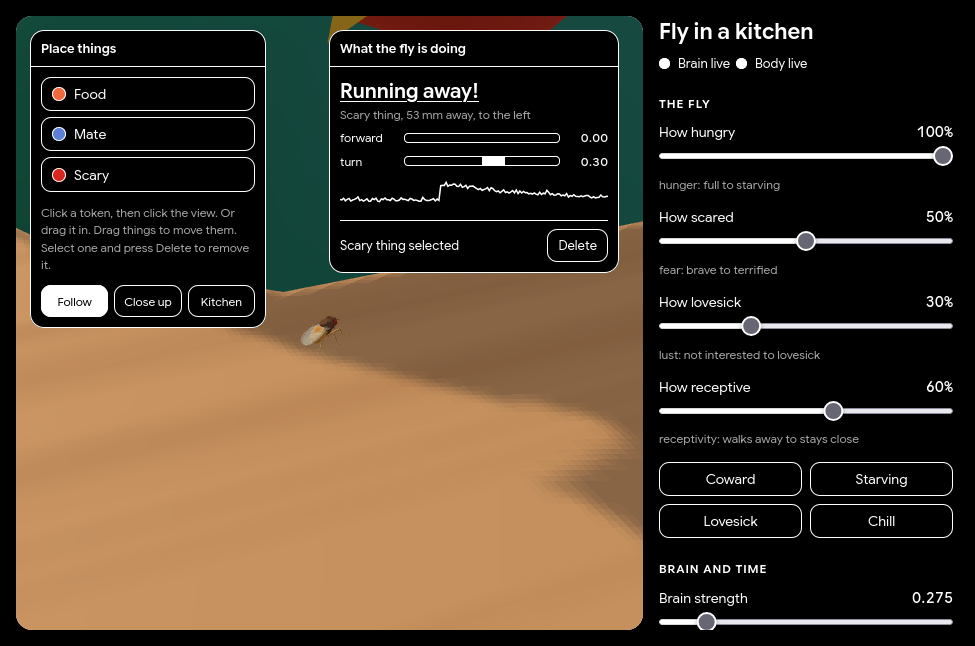 Place things
Food
Mate
Scary
Click a token, then click the view. Or
drag it in. Drag things to move them.
Select one and press Delete to remove
it.
Follow
Close up
Kitchen
What the fly is doing
Running away!
Scary thing, 53 mm away, to the left
forward 0.00
turn 0.30
Scary thing selected
Delete
Fly in a kitchen
Brain live Body live
THE FLY
How hungry 100%
hunger: full to starving
How scared 50%
fear: brave to terrified
How lovesick 30%
lust: not interested to lovesick
How receptive 60%
receptivity: walks away to stays close
Coward
Starving
Lovesick
Chill
BRAIN AND TIME
Brain strength 0.275